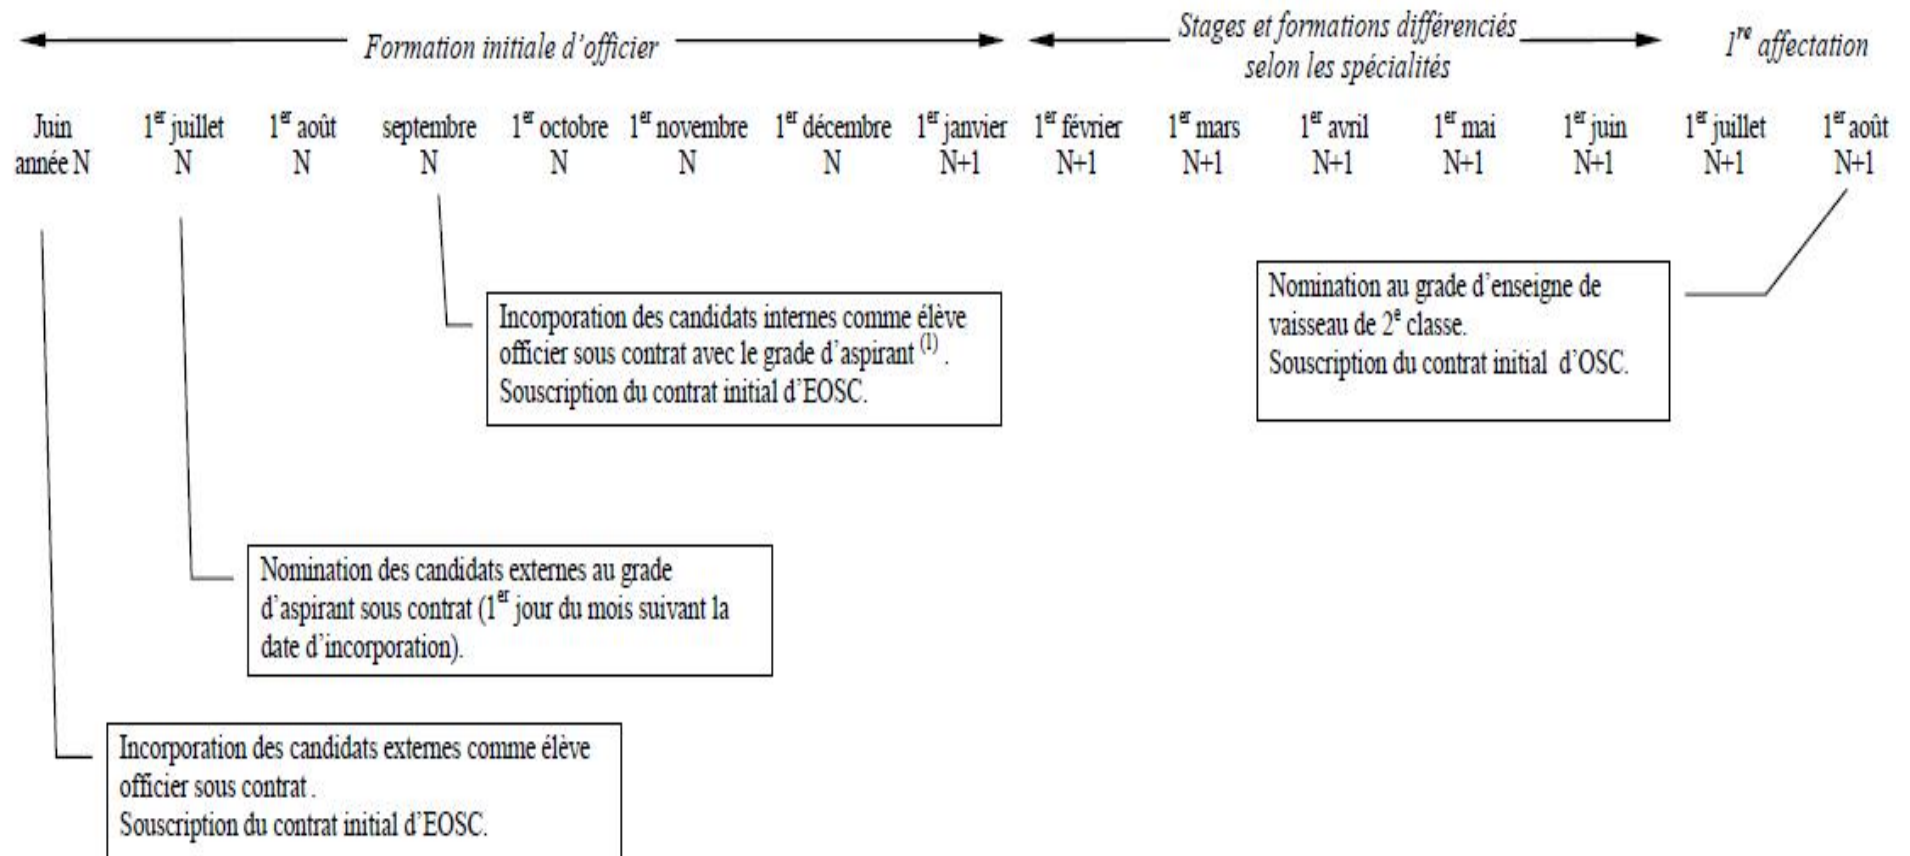 Formation initiale d’officier
Stages et formations différenciés
selon les spécialités
1re affectation
Juin
année N
1er juillet
N
1er août
N
septembre
N
1er octobre
N
1er novembre
N
1er décembre
N
1er janvier
N+1
1er février
N+1
1er mars
N+1
1er avril
N+1
1er mai
N+1
1er juin
N+1
1er juillet
N+1
1er août
N+1
Nomination au grade d’enseigne de
vaisseau de 2e classe.
Souscription du contrat initial d’OSC.
Incorporation des candidats internes comme élève
officier sous contrat avec le grade d’aspirant (1) .
Souscription du contrat initial d’EOSC.
Nomination des candidats externes au grade
d’aspirant sous contrat (1er jour du mois suivant la
date d’incorporation).
Incorporation des candidats externes comme élève
officier sous contrat .
Souscription du contrat initial d’EOSC.